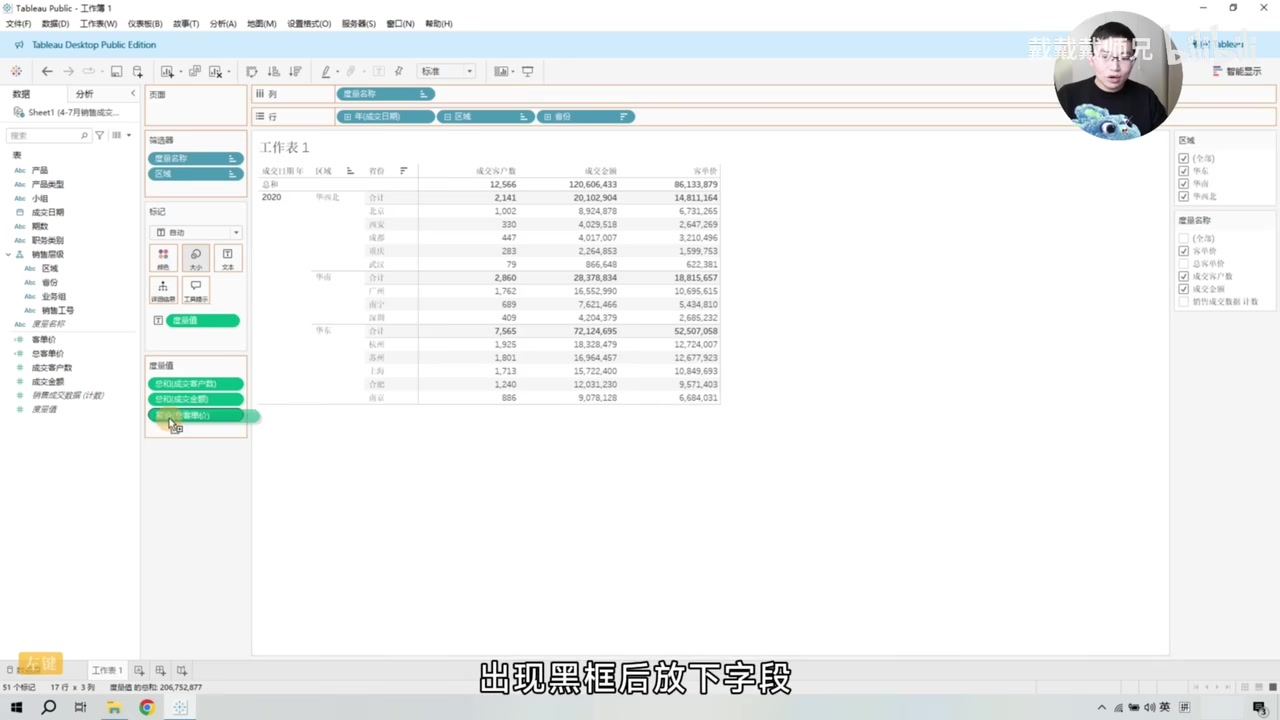 Tableau Public - 工作簿 1
文件(F) 数据(D) 工作表(W) 仪表板(B) 故事(T) 分析(A) 地图(M) 设置格式(O) 服务器(S) 窗口(N) 帮助(H)
Tableau Desktop Public Edition
戴戴戴师兄
标准
智能显示
数据 分析
Sheet1 (4-7月销售成交...
搜索
表
Abc 产品
Abc 产品类型
Abc 小组
成交日期
Abc 期数
Abc 职务类别
销售层级
Abc 区域
Abc 省份
Abc 业务组
Abc 销售工号
Abc 度量名称
客单价
总客单价
成交客户数
成交金额
销售成交数据 (计数)
度量值
页面
筛选器
度量名称
区域
标记
自动
颜色 大小 文本
详细信息 工具提示
度量值
度量值
总和(成交客户数)
总和(成交金额)
列 度量名称
行 年(成交日期) 区域 省份
工作表 1
成交日期 年 区域 省份 成交客户数 成交金额 客单价
总和 12,566 120,606,433 86,133,879
2020 华西北 合计 2,141 20,102,904 14,811,164
北京 1,002 8,924,878 6,731,265
西安 330 4,029,518 2,647,269
成都 447 4,017,007 3,210,496
重庆 283 2,264,853 1,599,753
武汉 79 866,648 622,381
华南 合计 2,860 28,378,834 18,815,657
广州 1,762 16,552,990 10,695,615
南宁 689 7,621,466 5,434,810
深圳 409 4,204,379 2,685,232
华东 合计 7,565 72,124,695 52,507,058
杭州 1,925 18,328,479 12,724,007
苏州 1,801 16,964,457 12,677,923
上海 1,713 15,722,400 10,849,693
合肥 1,240 12,031,230 9,571,403
南京 886 9,078,128 6,684,031
区域
(全部)
华东
华南
华西北
度量名称
(全部)
客单价
总客单价
成交客户数
成交金额
销售成交数据 计数
左键
工作表 1
出现黑框后放下字段
51 个标记 17 行 x 3 列 度量值 的总和: 206,752,877
英 拼